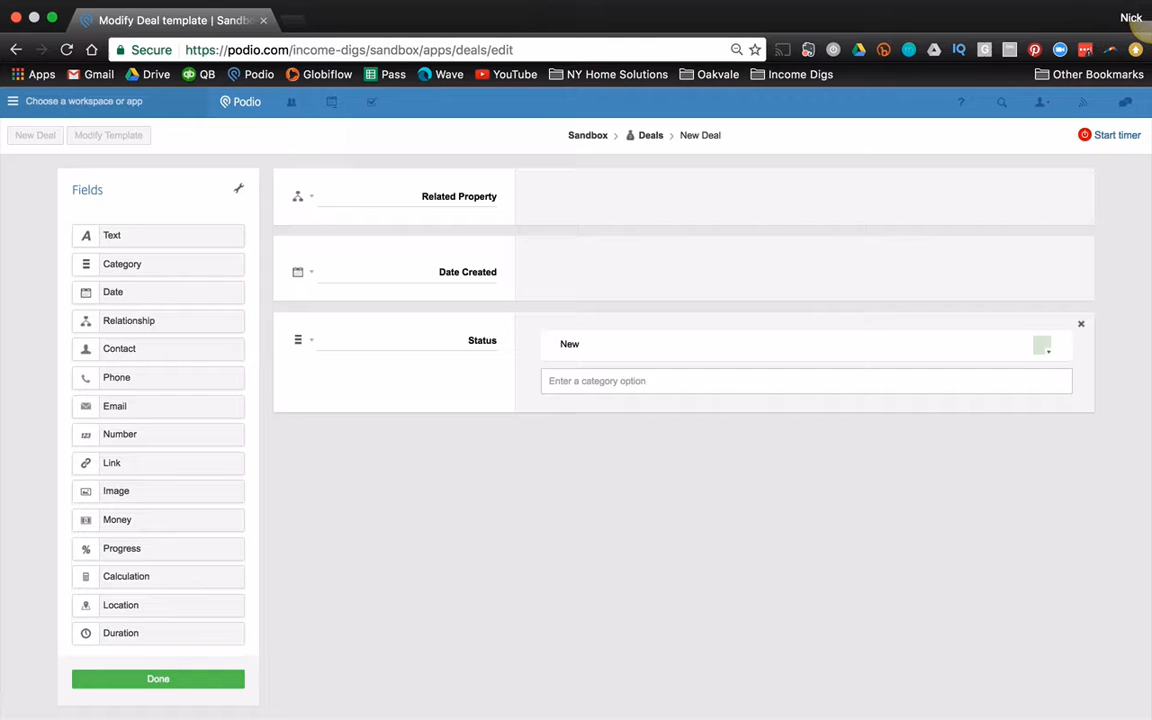 Modify Deal template | Sandb
Nick
Secure
https://podio.com/income-digs/sandbox/apps/deals/edit
Apps Gmail Drive QB Podio Globiflow Pass Wave YouTube NY Home Solutions Oakvale Income Digs Other Bookmarks
Choose a workspace or app
Podio
New Deal
Modify Template
Sandbox > Deals > New Deal
Start timer
Fields
Text
Category
Date
Relationship
Contact
Phone
Email
Number
Link
Image
Money
Progress
Calculation
Location
Duration
Done
Related Property
Date Created
Status
New
Enter a category option